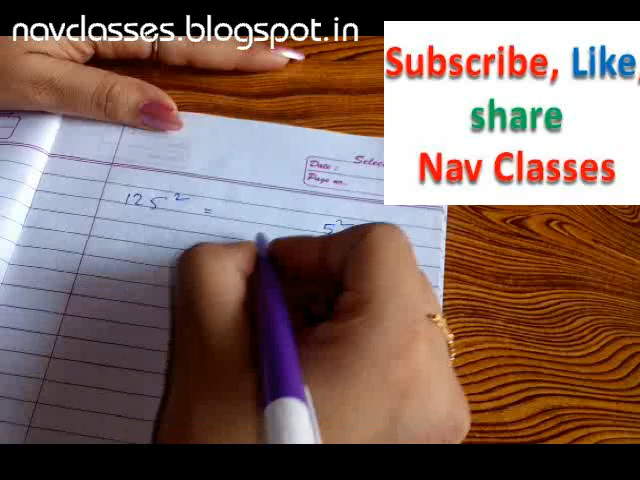 navclasses.blogspot.in
Subscribe, Like,
share
Nav Classes
Date :
Page no.
125² =
5²